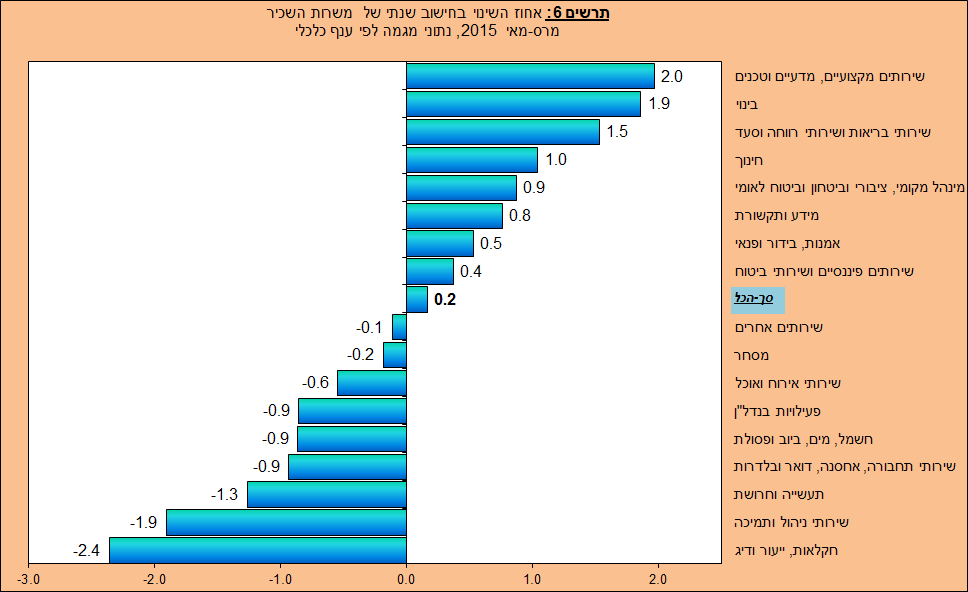 תרשים 6: אחוז השינוי בחישוב שנתי של משרות השכיר
מרס-מאי 2015, נתוני מגמה לפי ענף כלכלי
2.0 שירותים מקצועיים, מדעיים וטכנים
1.9 בינוי
1.5 שירותי בריאות ושירותי רווחה וסעד
1.0 חינוך
0.9 מינהל מקומי, ציבורי וביטחון וביטוח לאומי
0.8 מידע ותקשורת
0.5 אמנות, בידור ופנאי
0.4 שירותים פיננסיים ושירותי ביטוח
0.2 סך-הכל
-0.1 שירותים אחרים
-0.2 מסחר
-0.6 שירותי אירוח ואוכל
-0.9 פעילויות בנדל"ן
-0.9 חשמל, מים, ביוב ופסולת
-0.9 שירותי תחבורה, אחסנה, דואר ובלדרות
-1.3 תעשייה וחרושת
-1.9 שירותי ניהול ותמיכה
-2.4 חקלאות, ייעור ודיג
-3.0 -2.0 -1.0 0.0 1.0 2.0